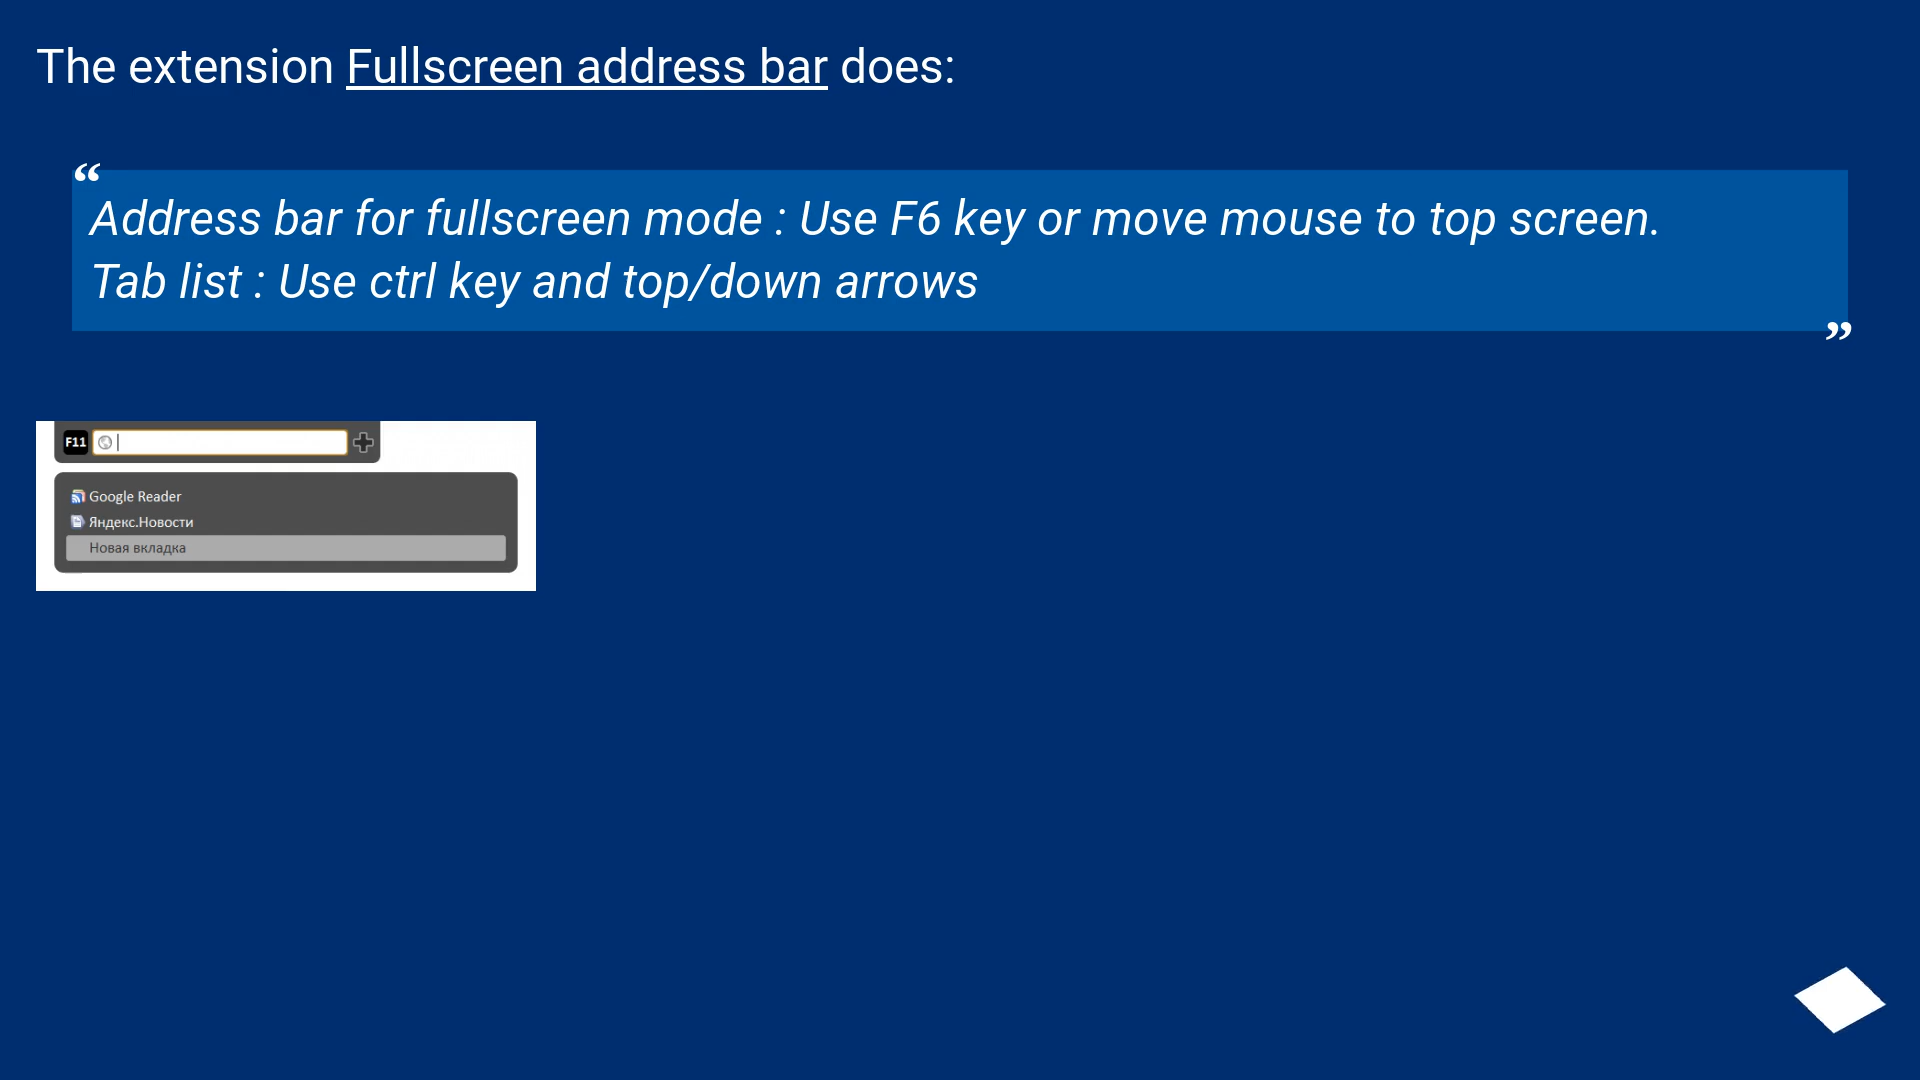 The extension Fullscreen address bar does:
“
Address bar for fullscreen mode : Use F6 key or move mouse to top screen.
Tab list : Use ctrl key and top/down arrows
”
F11
Google Reader
Яндекс.Новости
Новая вкладка